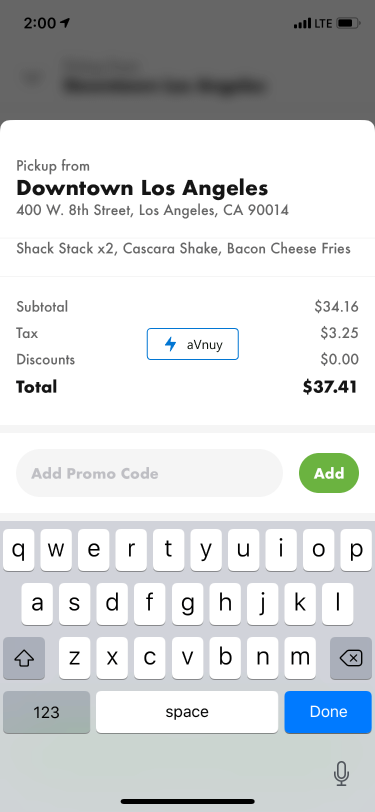 2:00
LTE
Pickup from
Downtown Los Angeles
400 W. 8th Street, Los Angeles, CA 90014
Shack Stack x2, Cascara Shake, Bacon Cheese Fries
Subtotal $34.16
Tax $3.25
aVnuy
Discounts $0.00
Total $37.41
Add Promo Code Add
q w e r t y u i o p
a s d f g h j k l
z x c v b n m
123 space Done